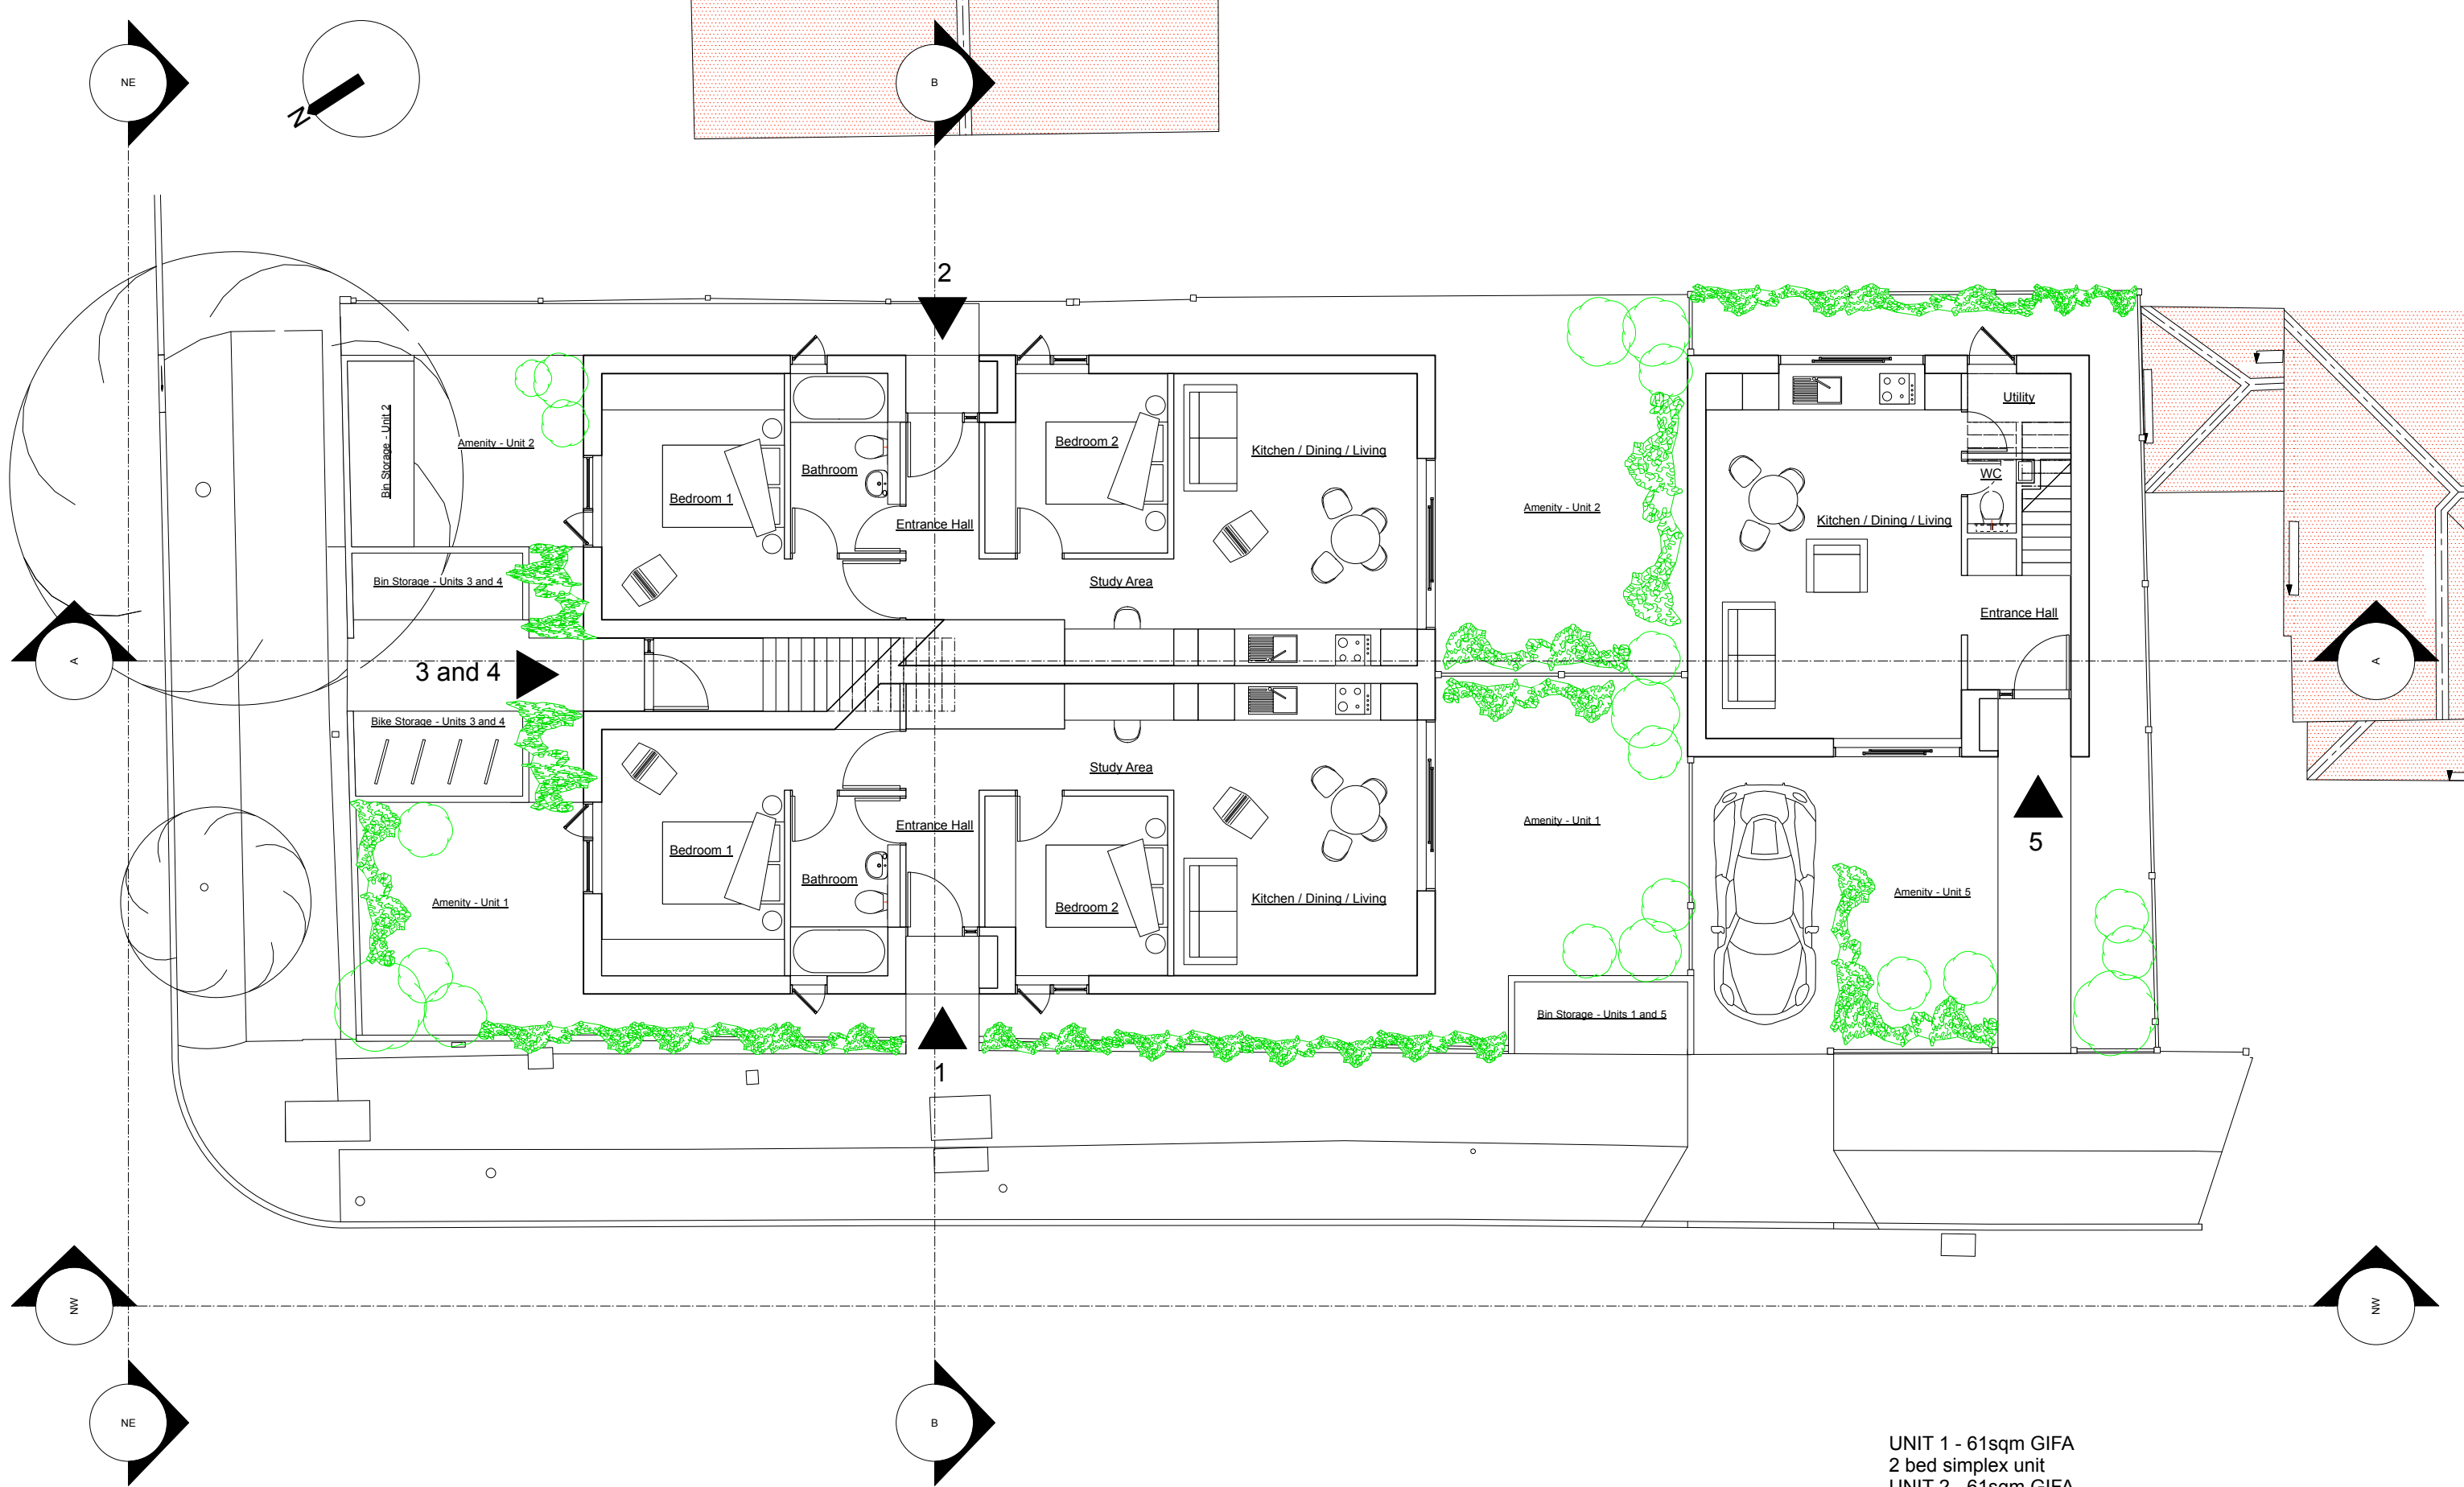 NE
N
B
2
Bin Storage - Unit 2
Amenity - Unit 2
Bedroom 1
Bathroom
Entrance Hall
Bedroom 2
Kitchen / Dining / Living
Amenity - Unit 2
Utility
WC
Kitchen / Dining / Living
Entrance Hall
Bin Storage - Units 3 and 4
Study Area
A
3 and 4
A
Bike Storage - Units 3 and 4
Study Area
Bedroom 1
Bathroom
Entrance Hall
Bedroom 2
Kitchen / Dining / Living
Amenity - Unit 1
Amenity - Unit 1
Amenity - Unit 5
5
Bin Storage - Units 1 and 5
1
NW
NW
NE
B
UNIT 1 - 61sqm GIFA
2 bed simplex unit
UNIT 2 - 61sqm GIFA